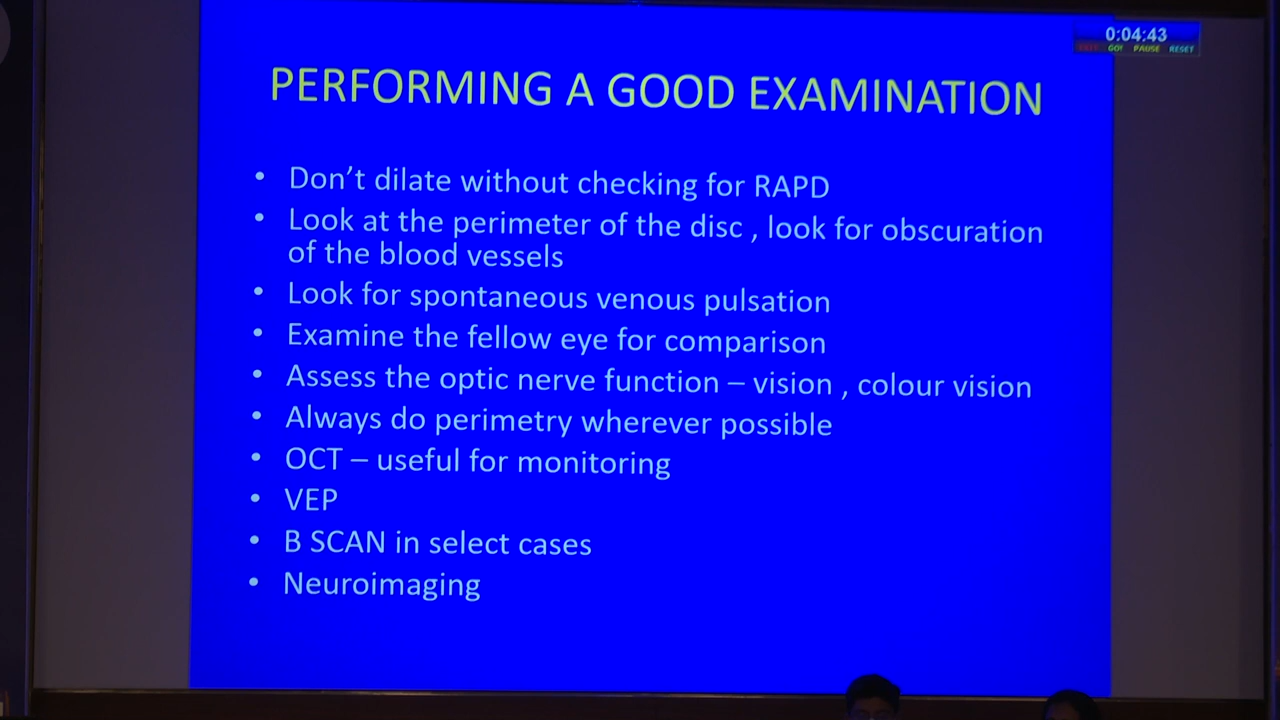 0:04:43
GO! PAUSE RESET
PERFORMING A GOOD EXAMINATION
• Don't dilate without checking for RAPD
• Look at the perimeter of the disc , look for obscuration
of the blood vessels
• Look for spontaneous venous pulsation
• Examine the fellow eye for comparison
• Assess the optic nerve function – vision , colour vision
• Always do perimetry wherever possible
• OCT – useful for monitoring
• VEP
• B SCAN in select cases
• Neuroimaging